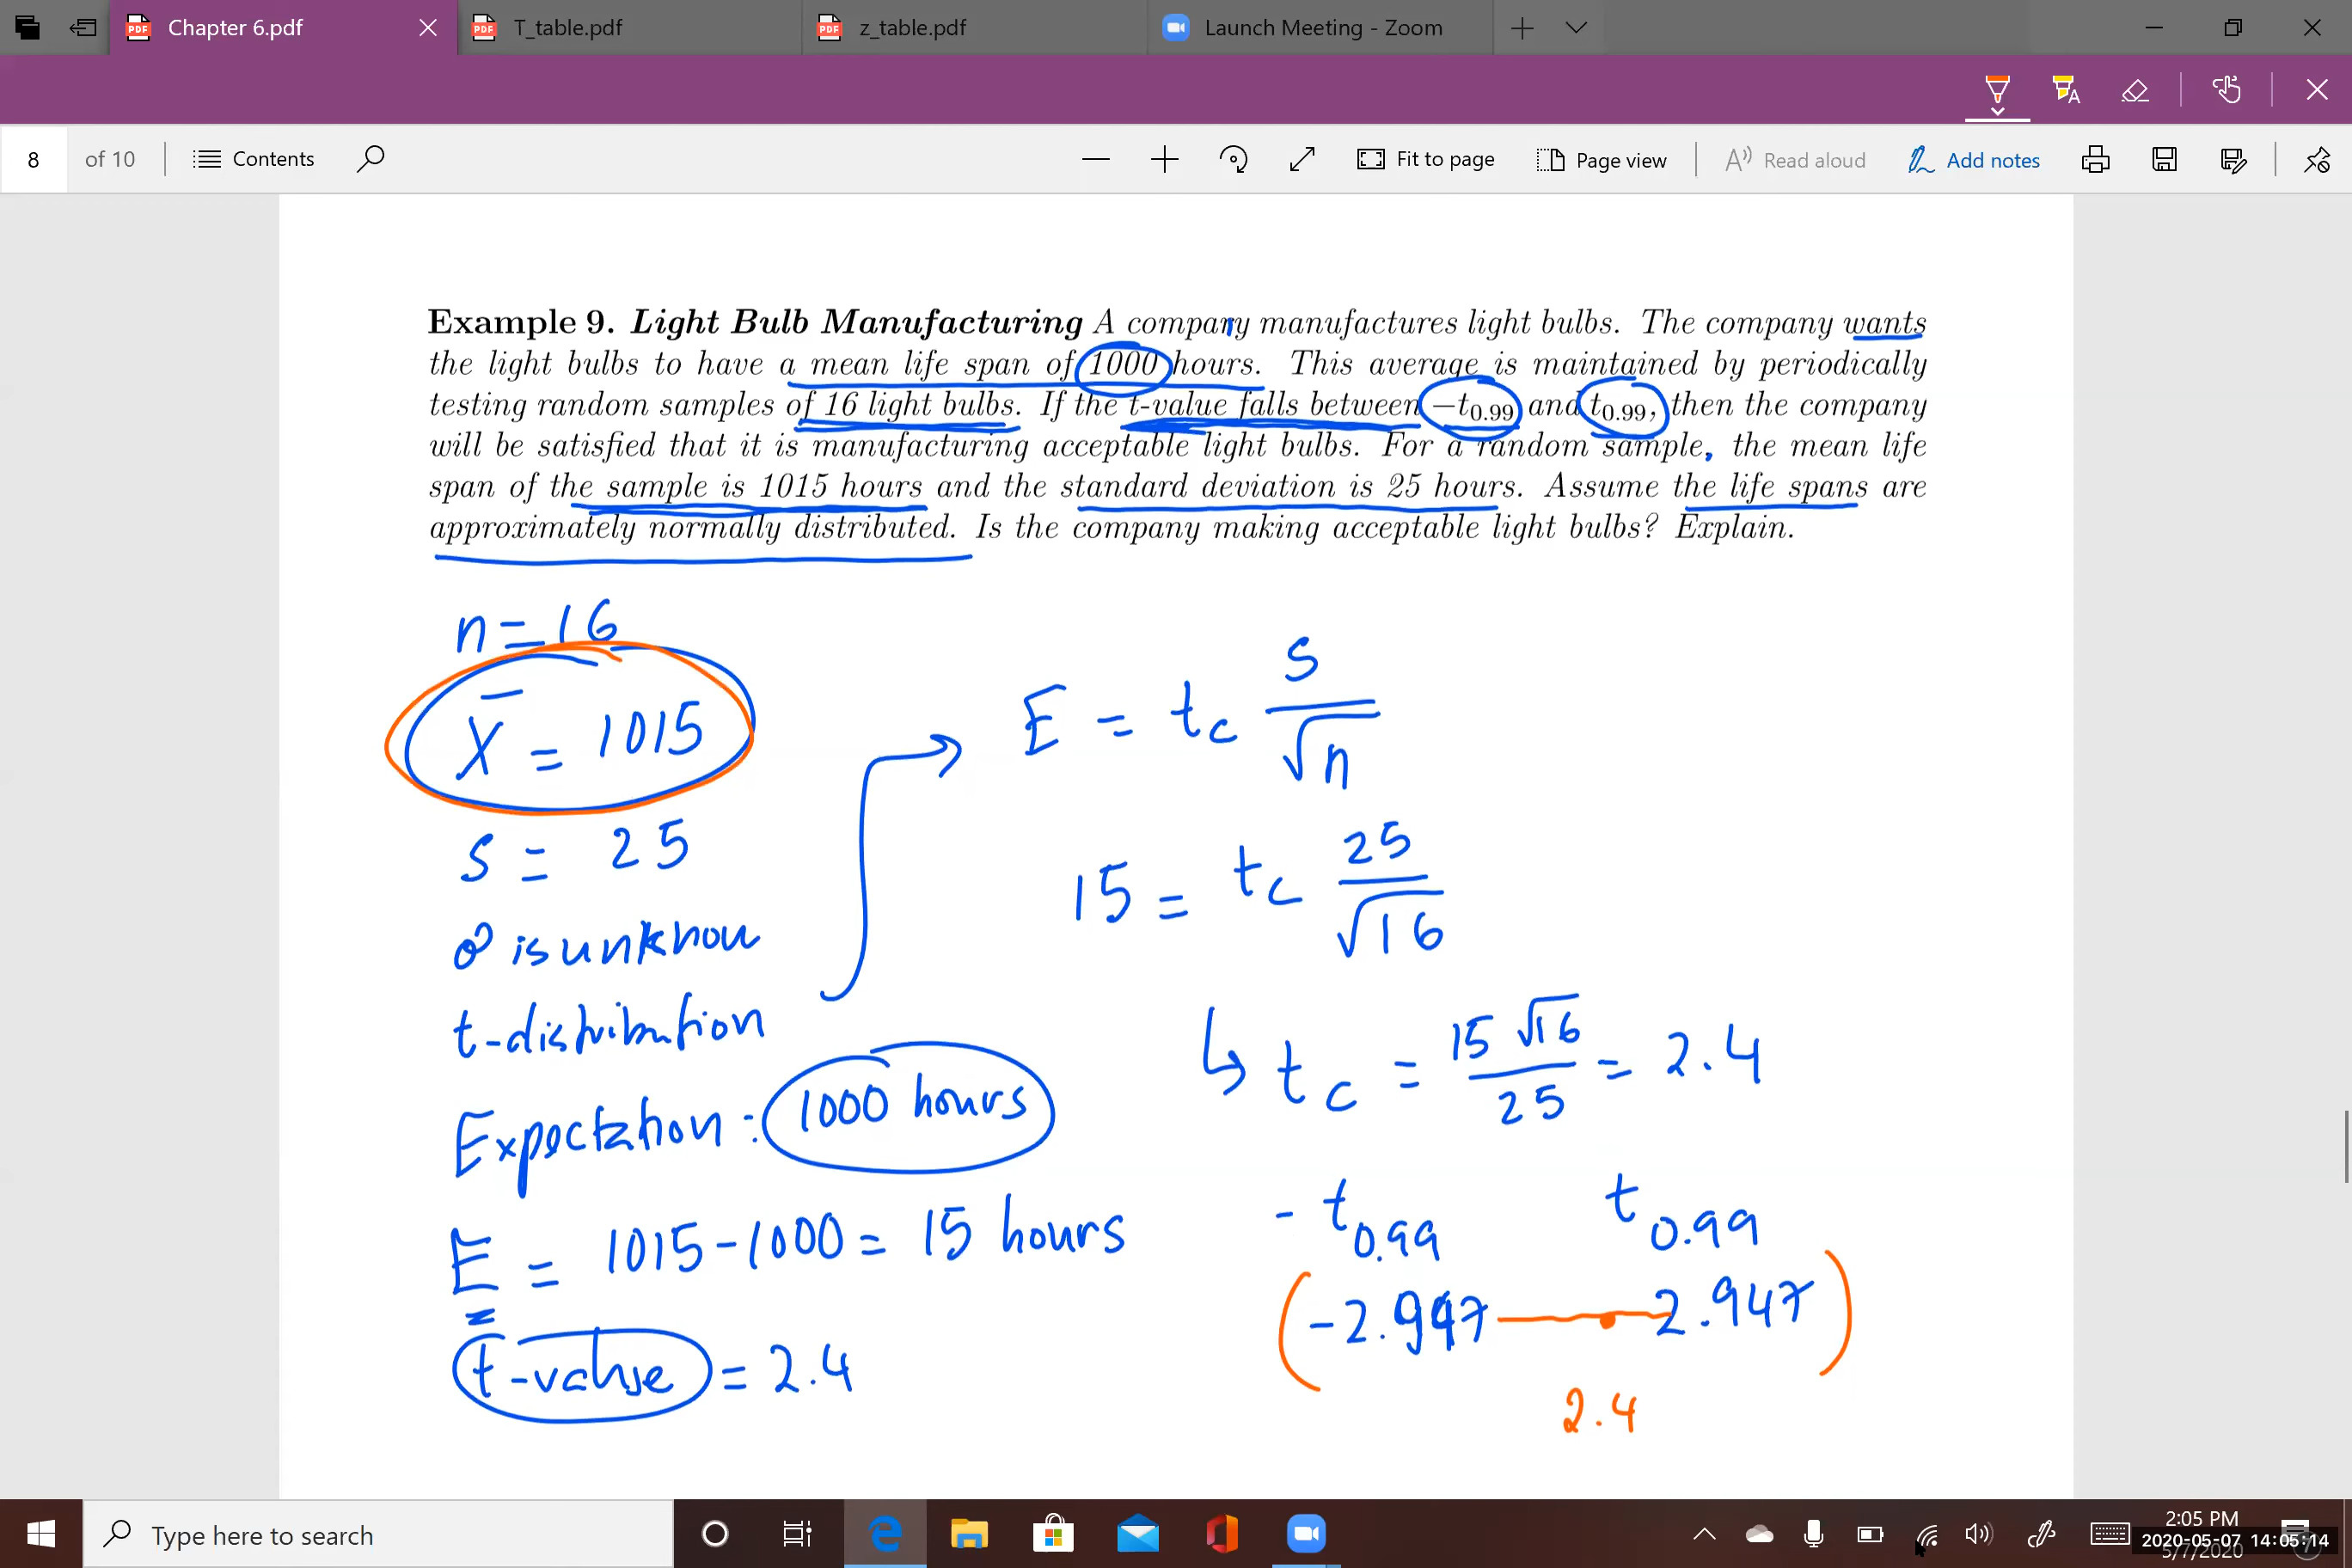 Chapter 6.pdf
T_table.pdf
z_table.pdf
Launch Meeting - Zoom
8 of 10
Contents
Fit to page
Page view
Read aloud
Add notes
Example 9. Light Bulb Manufacturing A company manufactures light bulbs. The company wants
the light bulbs to have a mean life span of 1000 hours. This average is maintained by periodically
testing random samples of 16 light bulbs. If the t-value falls between −t0.99 and t0.99, then the company
will be satisfied that it is manufacturing acceptable light bulbs. For a random sample, the mean life
span of the sample is 1015 hours and the standard deviation is 25 hours. Assume the life spans are
approximately normally distributed. Is the company making acceptable light bulbs? Explain.
n = 16
X̄ = 1015
s = 25
σ is unknow
t-distribution
Expectation: 1000 hours
E = 1015-1000 = 15 hours
t-value = 2.4
E = tc s/√n
15 = tc 25/√16
↳ tc = 15√16/25 = 2.4
- t0.99 t0.99
(-2.947 2.947)
2.4
Type here to search
2:05 PM
2020-05-07 14:05:14
5/7/2020